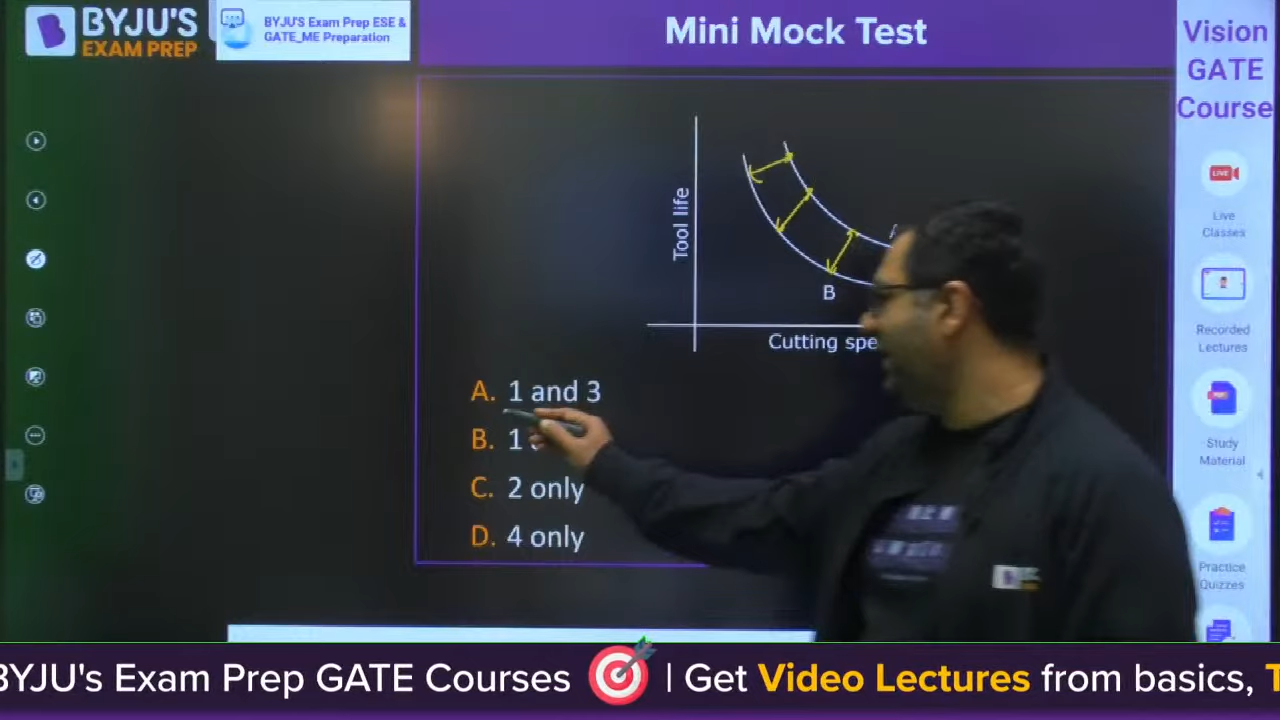 BYJU'S
EXAM PREP
BYJU'S Exam Prep ESE &
GATE_ME Preparation
Mini Mock Test
Vision
GATE
Course
Tool life
B
Cutting spe
A. 1 and 3
B. 1
C. 2 only
D. 4 only
LIVE
Live
Classes
Recorded
Lectures
Study
Material
Practice
Quizzes
BYJU's Exam Prep GATE Courses | Get Video Lectures from basics, T